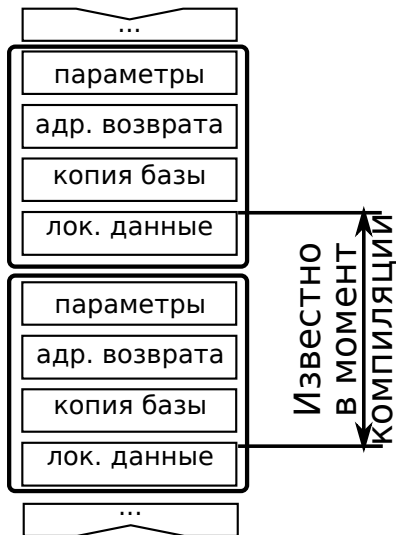 ...
параметры
адр. возврата
копия базы
лок. данные
параметры
адр. возврата
копия базы
лок. данные
...
Известно
в момент
компиляции